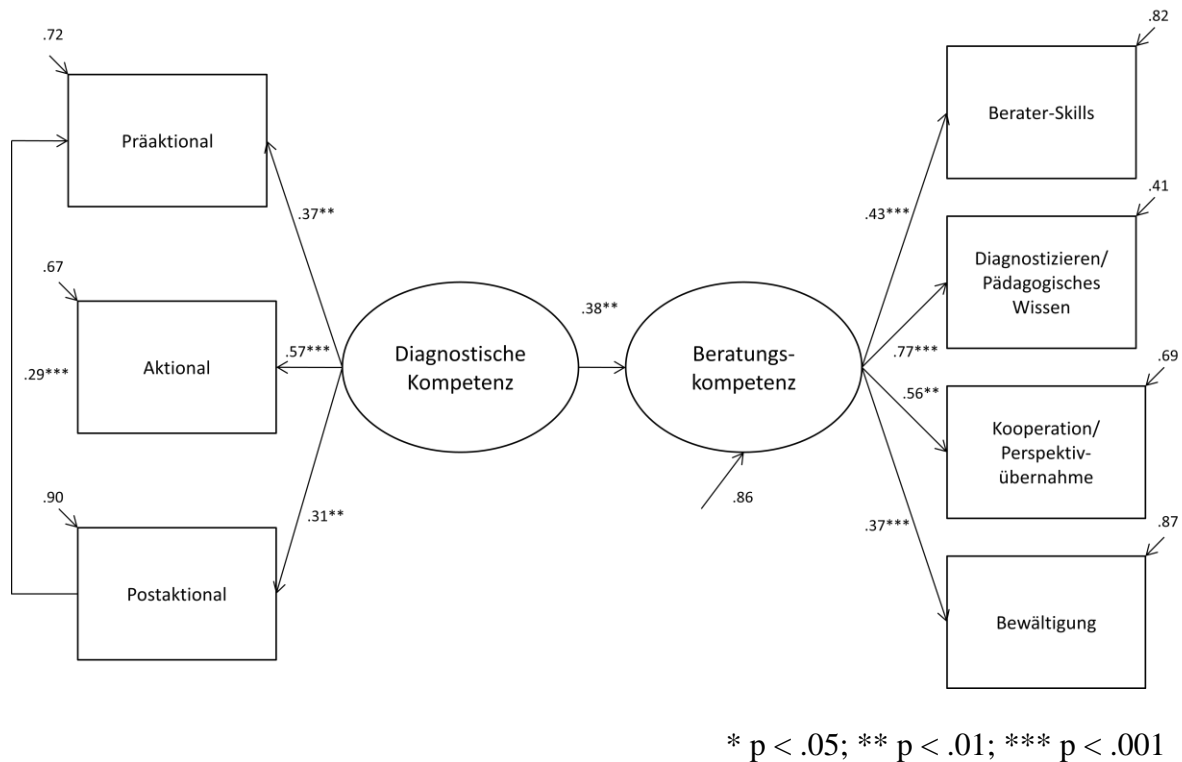 .72
Präaktional
.37**
.67
Aktional
.57***
.29***
.90
Postaktional
.31**
Diagnostische
Kompetenz
.38**
Beratungs-
kompetenz
.86
.82
Berater-Skills
.43***
.41
Diagnostizieren/
Pädagogisches
Wissen
.77***
.69
.56**
Kooperation/
Perspektiv-
übernahme
.37***
.87
Bewältigung
* p < .05; ** p < .01; *** p < .001